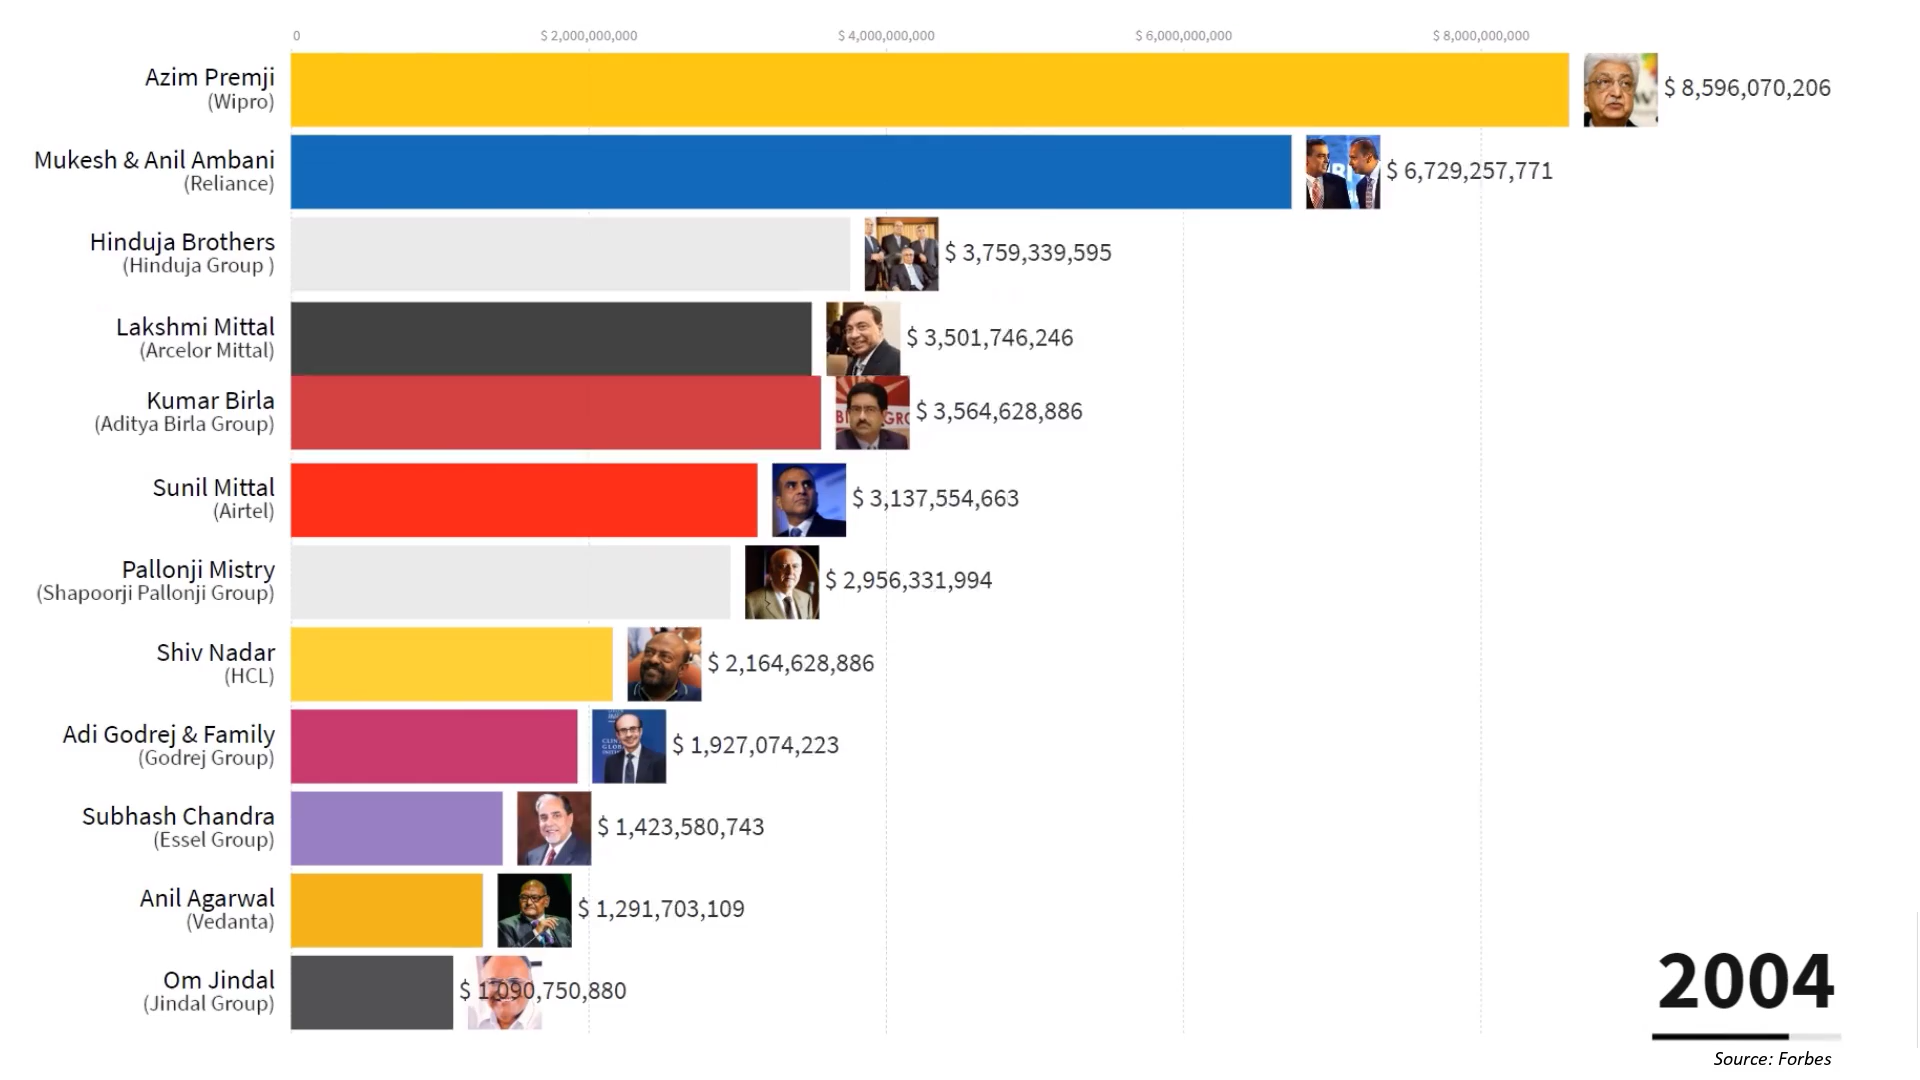 0
$ 2,000,000,000
$ 4,000,000,000
$ 6,000,000,000
$ 8,000,000,000
Azim Premji
(Wipro)
$ 8,596,070,206
Mukesh & Anil Ambani
(Reliance)
$ 6,729,257,771
Hinduja Brothers
(Hinduja Group )
$ 3,759,339,595
Lakshmi Mittal
(Arcelor Mittal)
$ 3,501,746,246
Kumar Birla
(Aditya Birla Group)
$ 3,564,628,886
Sunil Mittal
(Airtel)
$ 3,137,554,663
Pallonji Mistry
(Shapoorji Pallonji Group)
$ 2,956,331,994
Shiv Nadar
(HCL)
$ 2,164,628,886
Adi Godrej & Family
(Godrej Group)
$ 1,927,074,223
Subhash Chandra
(Essel Group)
$ 1,423,580,743
Anil Agarwal
(Vedanta)
$ 1,291,703,109
Om Jindal
(Jindal Group)
$ 1,090,750,880
2004
Source: Forbes